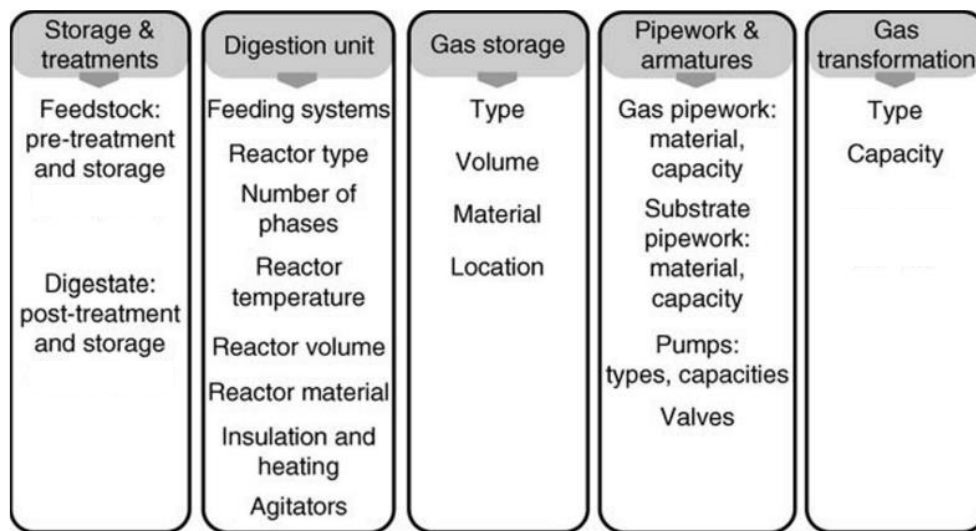 Storage &
treatments
Feedstock:
pre-treatment
and storage
Digestate:
post-treatment
and storage
Digestion unit
Feeding systems
Reactor type
Number of
phases
Reactor
temperature
Reactor volume
Reactor material
Insulation and
heating
Agitators
Gas storage
Type
Volume
Material
Location
Pipework &
armatures
Gas pipework:
material,
capacity
Substrate
pipework:
material,
capacity
Pumps:
types, capacities
Valves
Gas
transformation
Type
Capacity